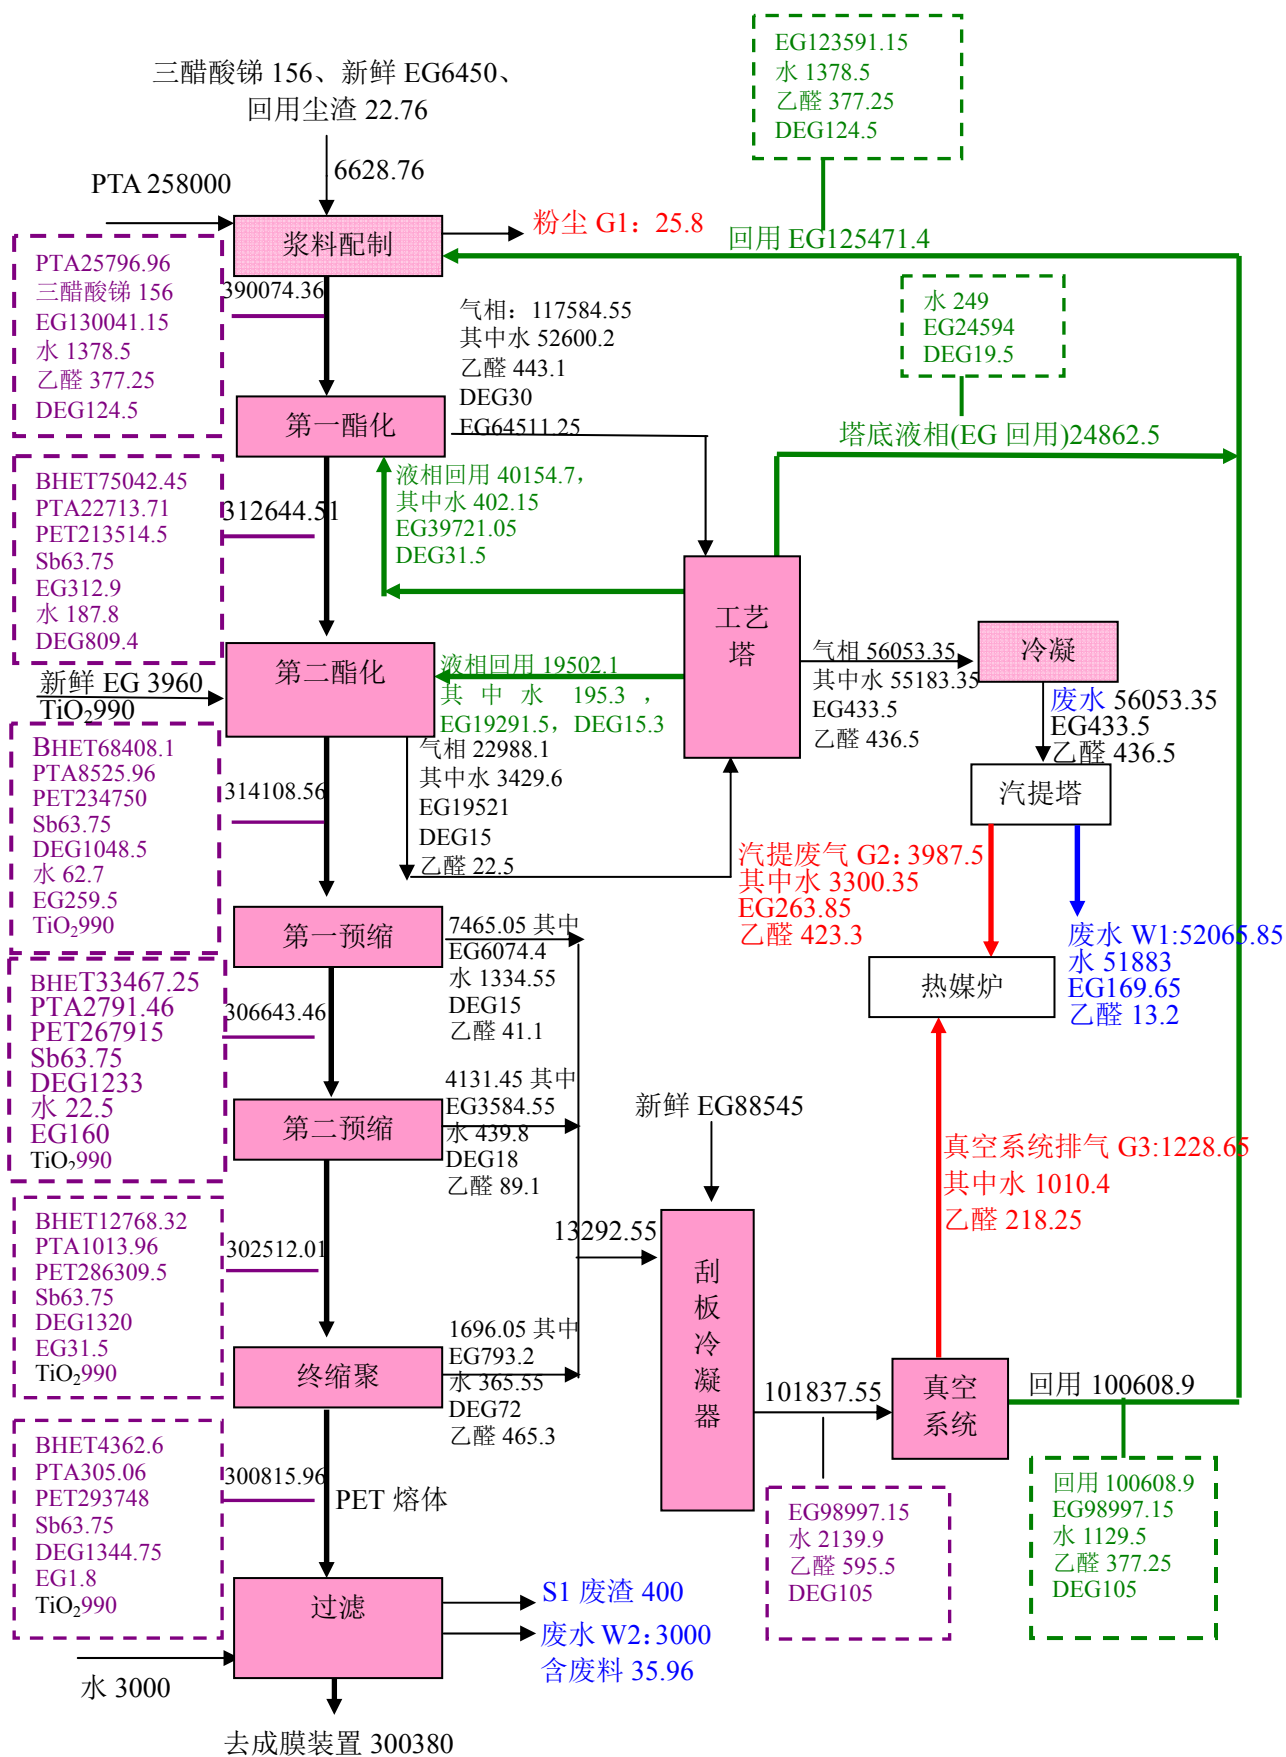 三醋酸锑 156、新鲜 EG6450、
回用尘渣 22.76
6628.76
PTA 258000
浆料配制
粉尘 G1：25.8
EG123591.15
水 1378.5
乙醛 377.25
DEG124.5
回用 EG125471.4
PTA25796.96
三醋酸锑 156
EG130041.15
水 1378.5
乙醛 377.25
DEG124.5
390074.36
气相：117584.55
其中水 52600.2
乙醛 443.1
DEG30
EG64511.25
水 249
EG24594
DEG19.5
第一酯化
塔底液相(EG 回用)24862.5
液相回用 40154.7，
其中水 402.15
EG39721.05
DEG31.5
BHET75042.45
PTA22713.71
PET213514.5
Sb63.75
EG312.9
水 187.8
DEG809.4
312644.51
工艺
塔
冷凝
第二酯化
液相回用 19502.1
其 中 水 195.3 ，
EG19291.5，DEG15.3
气相 56053.35
其中水 55183.35
EG433.5
乙醛 436.5
废水 56053.35
EG433.5
乙醛 436.5
新鲜 EG 3960
TiO₂990
气相 22988.1
其中水 3429.6
EG19521
DEG15
乙醛 22.5
汽提塔
BHET68408.1
PTA8525.96
PET234750
Sb63.75
DEG1048.5
水 62.7
EG259.5
TiO₂990
314108.56
汽提废气 G2：3987.5
其中水 3300.35
EG263.85
乙醛 423.3
废水 W1:52065.85
水 51883
EG169.65
乙醛 13.2
第一预缩
7465.05 其中
EG6074.4
水 1334.55
DEG15
乙醛 41.1
热媒炉
BHET33467.25
PTA2791.46
PET267915
Sb63.75
DEG1233
水 22.5
EG160
TiO₂990
306643.46
第二预缩
4131.45 其中
EG3584.55
水 439.8
DEG18
乙醛 89.1
新鲜 EG88545
真空系统排气 G3:1228.65
其中水 1010.4
乙醛 218.25
BHET12768.32
PTA1013.96
PET286309.5
Sb63.75
DEG1320
EG31.5
TiO₂990
302512.01
13292.55
刮
板
冷
凝
器
终缩聚
1696.05 其中
EG793.2
水 365.55
DEG72
乙醛 465.3
101837.55
真空
系统
回用 100608.9
BHET4362.6
PTA305.06
PET293748
Sb63.75
DEG1344.75
EG1.8
TiO₂990
300815.96
PET 熔体
EG98997.15
水 2139.9
乙醛 595.5
DEG105
回用 100608.9
EG98997.15
水 1129.5
乙醛 377.25
DEG105
过滤
S1 废渣 400
废水 W2：3000
含废料 35.96
水 3000
去成膜装置 300380